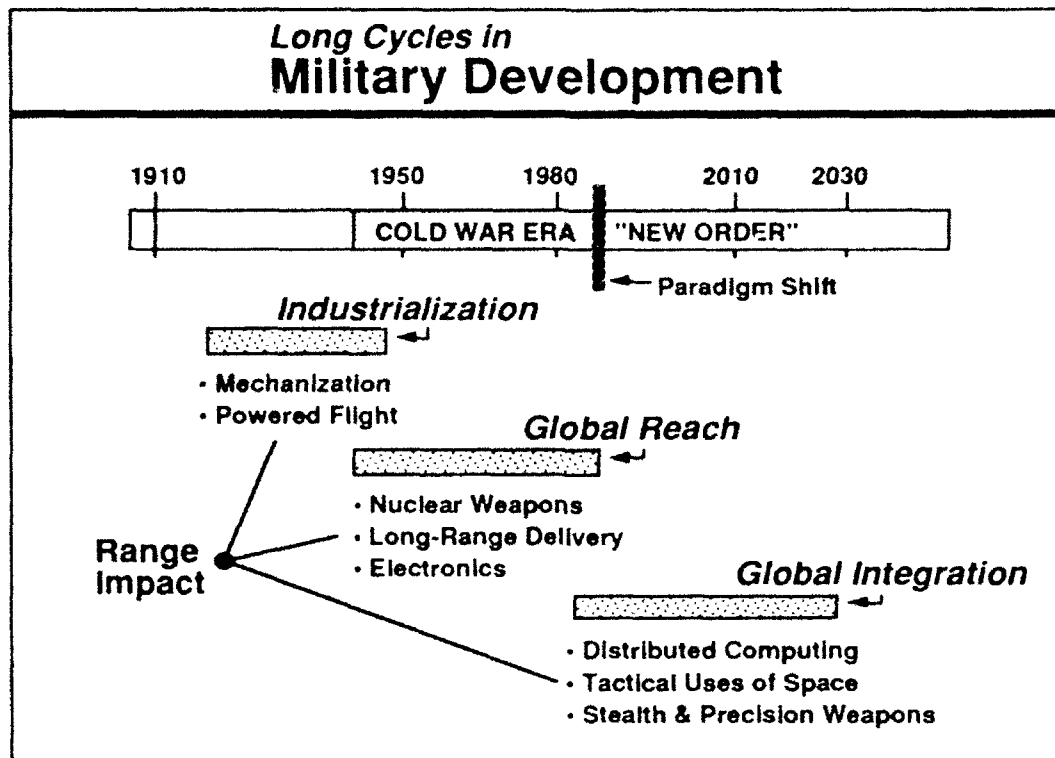 Long Cycles in
Military Development
1910 1950 1980 2010 2030
COLD WAR ERA "NEW ORDER"
Paradigm Shift
Industrialization
• Mechanization
• Powered Flight
Global Reach
• Nuclear Weapons
• Long-Range Delivery
• Electronics
Range
Impact
Global Integration
• Distributed Computing
• Tactical Uses of Space
• Stealth & Precision Weapons